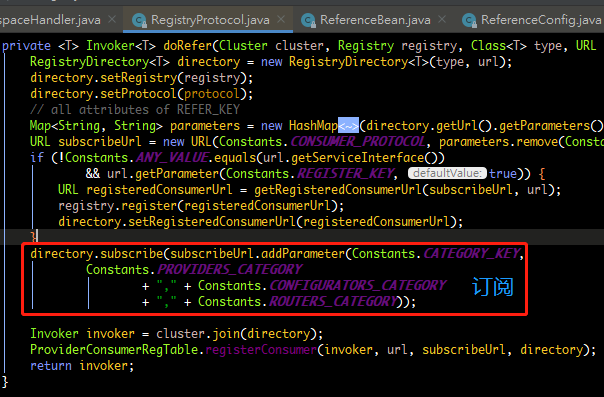 spaceHandler.java RegistryProtocol.java ReferenceBean.java ReferenceConfig.java
private <T> Invoker<T> doRefer(Cluster cluster, Registry registry, Class<T> type, URL
RegistryDirectory<T> directory = new RegistryDirectory<T>(type, url);
directory.setRegistry(registry);
directory.setProtocol(protocol);
// all attributes of REFER_KEY
Map<String, String> parameters = new HashMap<~>(directory.getUrl().getParameters()
URL subscribeUrl = new URL(Constants.CONSUMER_PROTOCOL, parameters.remove(Consta
if (!Constants.ANY_VALUE.equals(url.getServiceInterface())
&& url.getParameter(Constants.REGISTER_KEY, defaultValue: true)) {
URL registeredConsumerUrl = getRegisteredConsumerUrl(subscribeUrl, url);
registry.register(registeredConsumerUrl);
directory.setRegisteredConsumerUrl(registeredConsumerUrl);
}
directory.subscribe(subscribeUrl.addParameter(Constants.CATEGORY_KEY,
Constants.PROVIDERS_CATEGORY
+ "," + Constants.CONFIGURATORS_CATEGORY 订阅
+ "," + Constants.ROUTERS_CATEGORY));
Invoker invoker = cluster.join(directory);
ProviderConsumerRegTable.registerConsumer(invoker, url, subscribeUrl, directory);
return invoker;
}